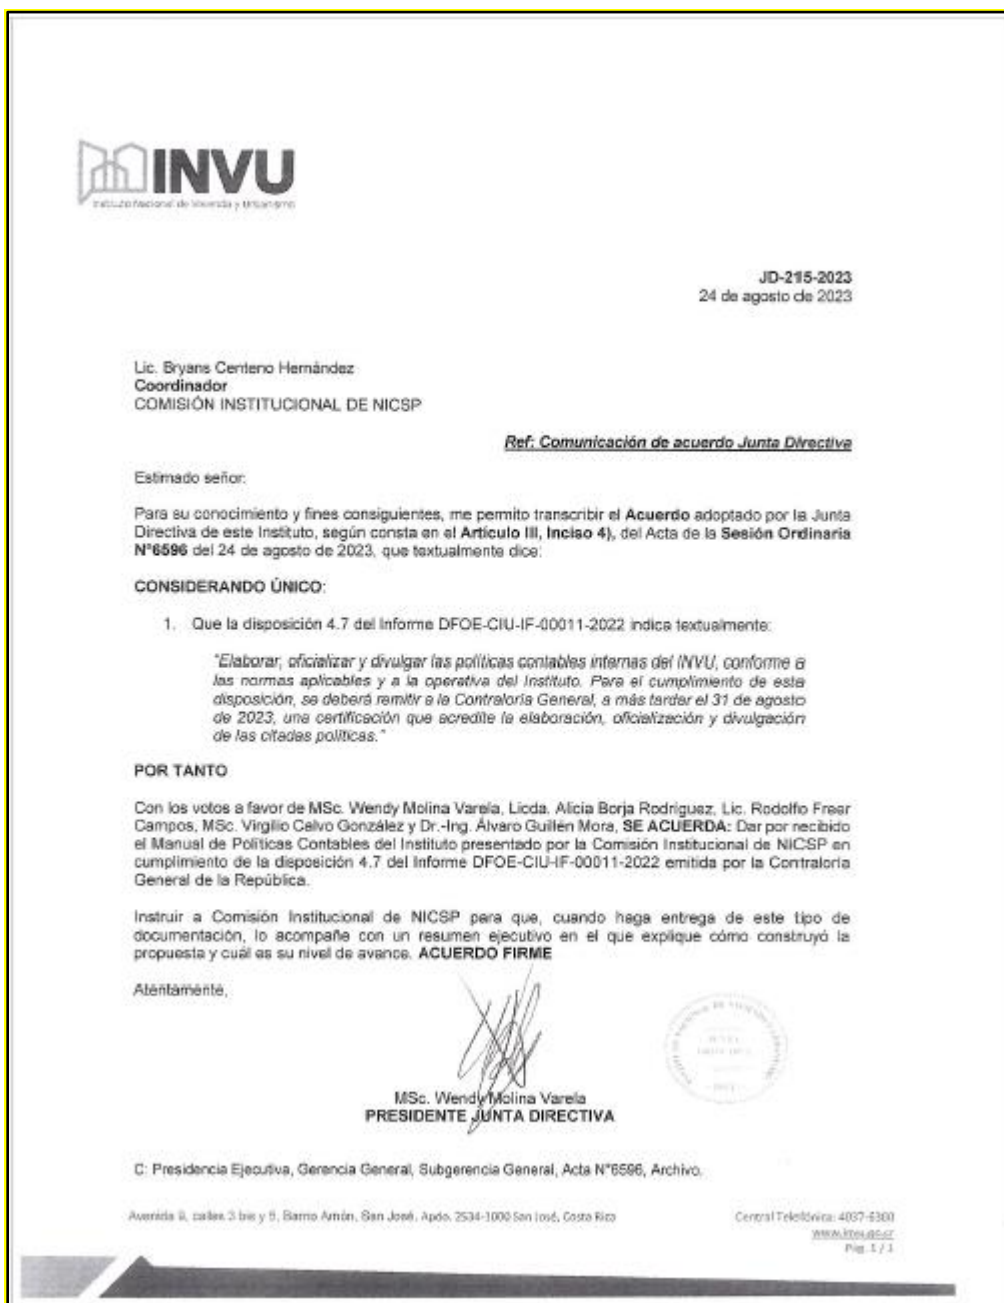 INVU
Instituto Nacional de Vivienda y Urbanismo
JD-215-2023
24 de agosto de 2023
Lic. Bryans Centeno Hernández
Coordinador
COMISIÓN INSTITUCIONAL DE NICSP
Ref: Comunicación de acuerdo Junta Directiva
Estimado señor:
Para su conocimiento y fines consiguientes, me permito transcribir el Acuerdo adoptado por la Junta
Directiva de este Instituto, según consta en el Artículo III, Inciso 4), del Acta de la Sesión Ordinaria
N°6596 del 24 de agosto de 2023, que textualmente dice:
CONSIDERANDO ÚNICO:
1. Que la disposición 4.7 del Informe DFOE-CIU-IF-00011-2022 indica textualmente:
"Elaborar, oficializar y divulgar las políticas contables internas del INVU, conforme a
las normas aplicables y a la operativa del Instituto. Para el cumplimiento de esta
disposición, se deberá remitir a la Contraloría General, a más tardar el 31 de agosto
de 2023, una certificación que acredite la elaboración, oficialización y divulgación
de las citadas políticas."
POR TANTO
Con los votos a favor de MSc. Wendy Molina Varela, Licda. Alicia Borja Rodríguez, Lic. Rodolfo Freer
Campos, MSc. Virgilio Calvo González y Dr.-Ing. Álvaro Guillén Mora, SE ACUERDA: Dar por recibido
el Manual de Políticas Contables del Instituto presentado por la Comisión Institucional de NICSP en
cumplimiento de la disposición 4.7 del Informe DFOE-CIU-IF-00011-2022 emitida por la Contraloría
General de la República.
Instruir a Comisión Institucional de NICSP para que, cuando haga entrega de este tipo de
documentación, lo acompañe con un resumen ejecutivo en el que explique cómo construyó la
propuesta y cuál es su nivel de avance. ACUERDO FIRME
Atentamente,
MSc. Wendy Molina Varela
PRESIDENTE JUNTA DIRECTIVA
C: Presidencia Ejecutiva, Gerencia General, Subgerencia General, Acta N°6596, Archivo.
Avenida 9, calles 3 bis y 5, Barrio Amón, San José, Apdo. 2534-1000 San José, Costa Rica
Central Telefónica: 4037-6300
www.invu.go.cr
Pág. 1 / 1